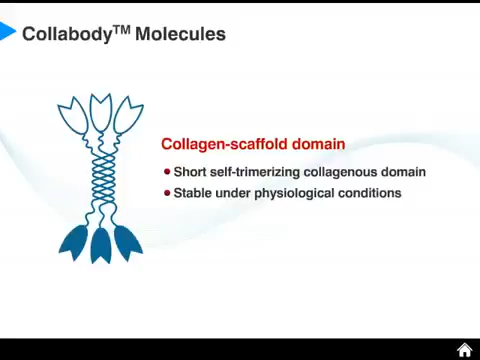 Collabody™ Molecules
Collagen-scaffold domain
• Short self-trimerizing collagenous domain
• Stable under physiological conditions